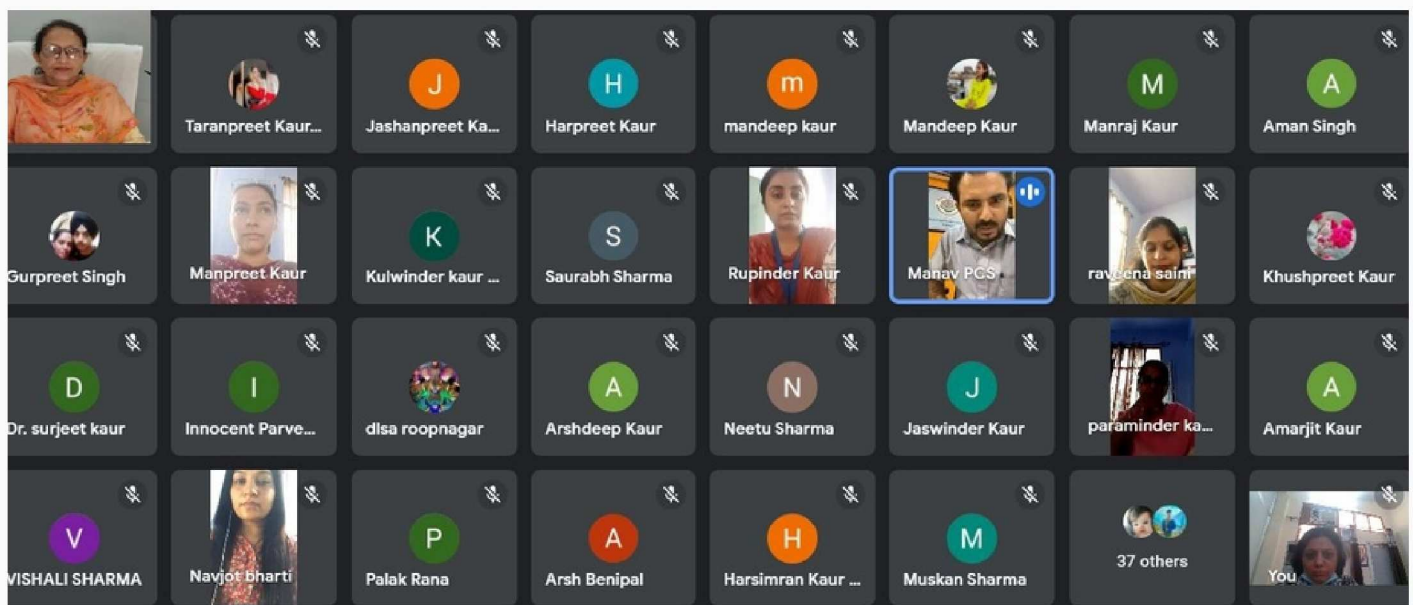 Taranpreet Kaur...
J
Jashanpreet Ka...
H
Harpreet Kaur
m
mandeep kaur
Mandeep Kaur
M
Manraj Kaur
A
Aman Singh
Gurpreet Singh
Manpreet Kaur
K
Kulwinder kaur ...
S
Saurabh Sharma
Rupinder Kaur
Manav PCS
raveena saini
Khushpreet Kaur
D
Dr. surjeet kaur
I
Innocent Parve...
dlsa roopnagar
A
Arshdeep Kaur
N
Neetu Sharma
J
Jaswinder Kaur
paraminder ka...
A
Amarjit Kaur
V
VISHALI SHARMA
Navjot bharti
P
Palak Rana
A
Arsh Benipal
H
Harsimran Kaur ...
M
Muskan Sharma
37 others
You